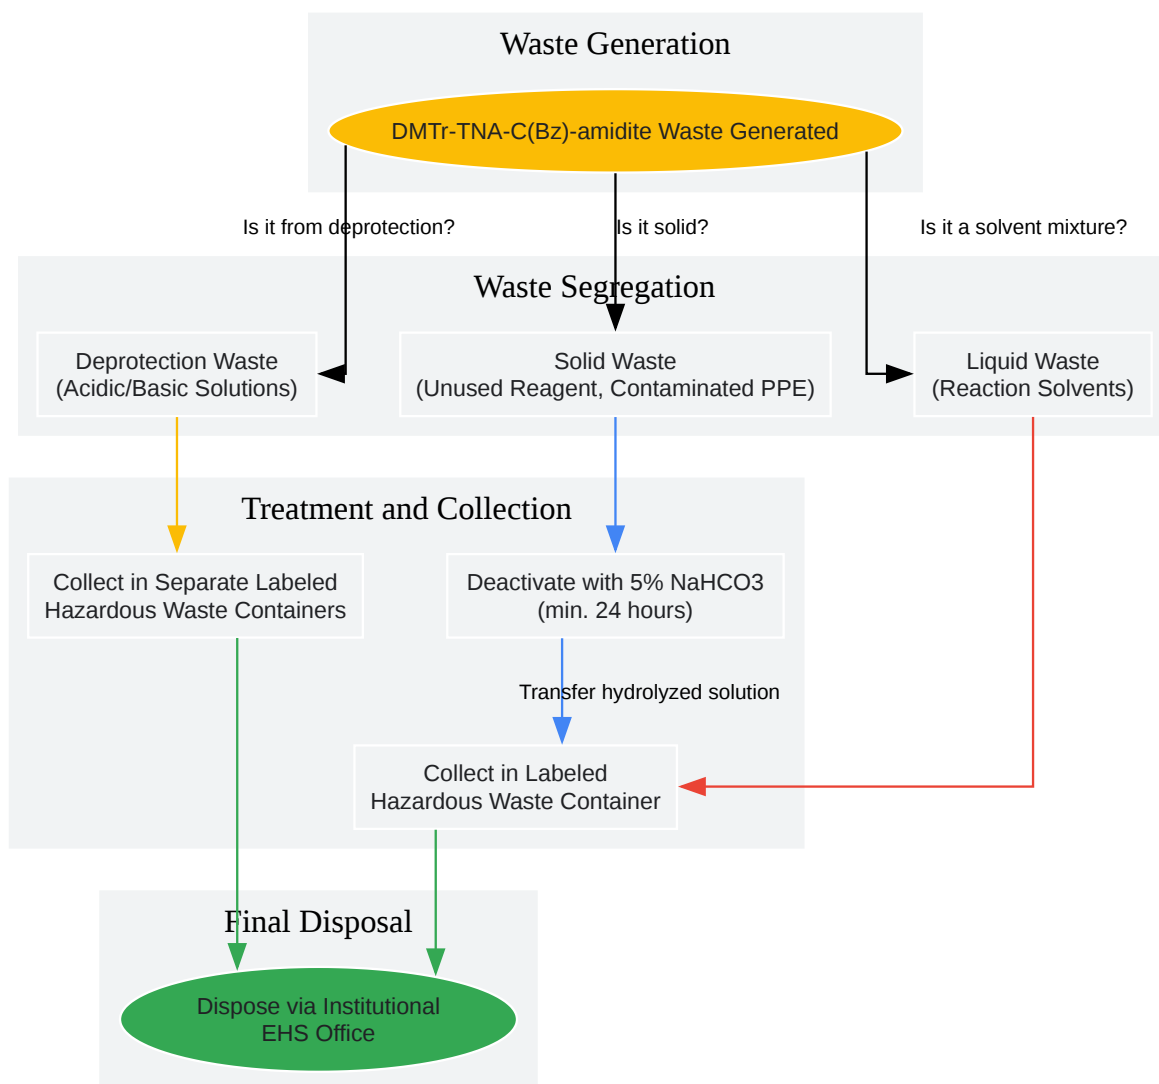 Waste Generation
DMTr-TNA-C(Bz)-amidite Waste Generated
Is it from deprotection?
Is it solid?
Is it a solvent mixture?
Waste Segregation
Deprotection Waste
(Acidic/Basic Solutions)
Solid Waste
(Unused Reagent, Contaminated PPE)
Liquid Waste
(Reaction Solvents)
Treatment and Collection
Collect in Separate Labeled
Hazardous Waste Containers
Deactivate with 5% NaHCO3
(min. 24 hours)
Transfer hydrolyzed solution
Collect in Labeled
Hazardous Waste Container
Final Disposal
Dispose via Institutional
EHS Office